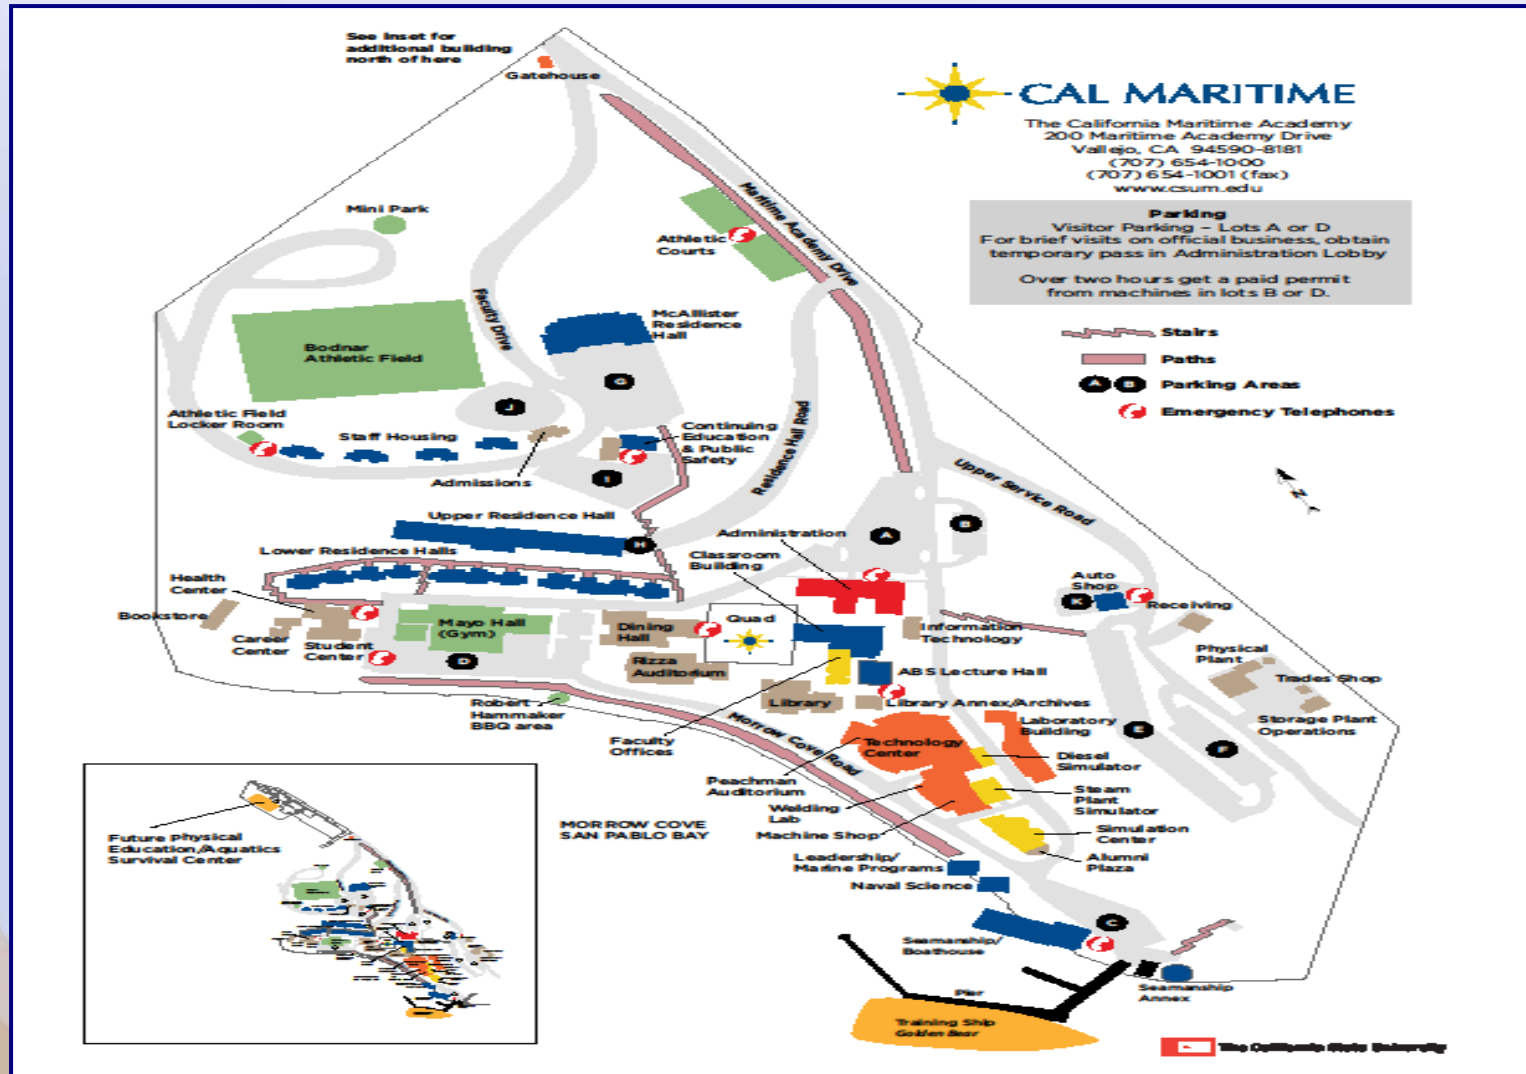 See Inset for
additional building
north of here
Gatehouse
CAL MARITIME
The California Maritime Academy
200 Maritime Academy Drive
Vallejo, CA 94590-8181
(707) 654-1000
(707) 654-1001 (fax)
www.csum.edu
Parking
Visitor Parking – Lots A or D
For brief visits on official business, obtain
temporary pass in Administration Lobby
Over two hours get a paid permit
from machines in lots B or D.
Stairs
Paths
A B Parking Areas
Emergency Telephones
N
Mini Park
Athletic
Courts
Maritime Academy Drive
Faculty Drive
McAllister
Residence
Hall
Bodnar
Athletic Field
G
J
Athletic Field
Locker Room
Staff Housing
Admissions
Continuing
Education
& Public
Safety
I
Residence Hall Road
Upper Service Road
Upper Residence Hall
H
Lower Residence Halls
Administration
A
B
Classroom
Building
Health
Center
Bookstore
Career
Center
Student
Center
Mayo Hall
(Gym)
D
Dining
Hall
Quad
Rizza
Auditorium
Information
Technology
Auto
Shop
K
Receiving
Physical
Plant
Trades Shop
Storage Plant
Operations
ABS Lecture Hall
Library
Library Annex/Archives
Robert
Hammaker
BBQ area
Faculty
Offices
Morrow Cove Road
Technology
Center
Laboratory
Building
E
F
Diesel
Simulator
Peachman
Auditorium
Steam
Plant
Simulator
Welding
Lab
Machine Shop
Simulation
Center
MORROW COVE
SAN PABLO BAY
Alumni
Plaza
Leadership/
Marine Programs
Naval Science
C
Seamanship/
Boathouse
Seamanship
Annex
Pier
Training Ship
Golden Bear
Future Physical
Education/Aquatics
Survival Center
The California State University